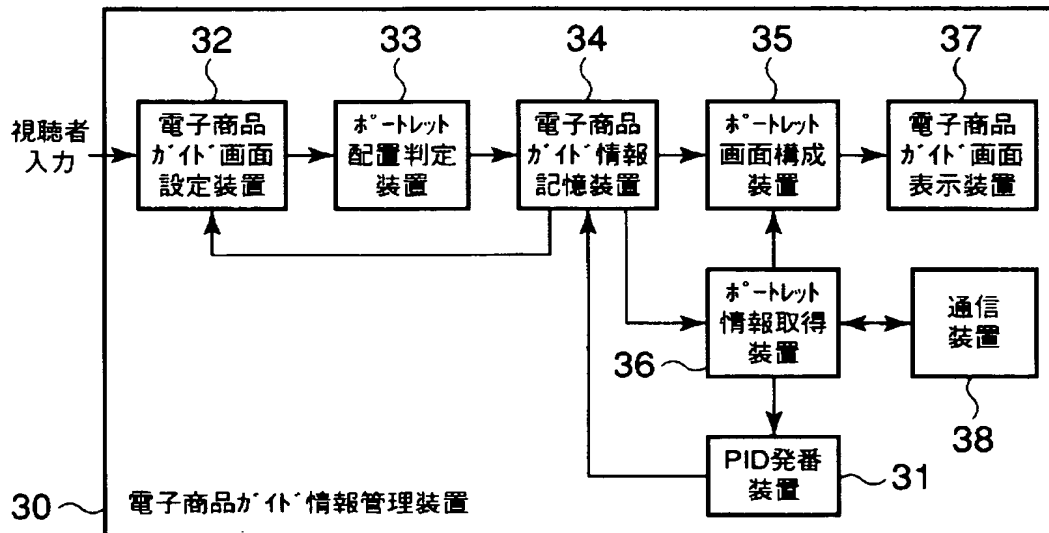 32
33
34
35
37
視聴者
入力
電子商品
ガイド画面
設定装置
ポートレット
配置判定
装置
電子商品
ガイド情報
記憶装置
ポートレット
画面構成
装置
電子商品
ガイド画面
表示装置
ポートレット
情報取得
装置
通信
装置
36
38
PID発番
装置
31
30
電子商品ガイド情報管理装置